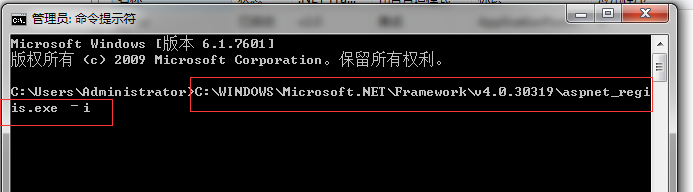 管理员: 命令提示符
Microsoft Windows [版本 6.1.7601]
版权所有 (c) 2009 Microsoft Corporation。保留所有权利。
C:\Users\Administrator>C:\WINDOWS\Microsoft.NET\Framework\v4.0.30319\aspnet_regi
is.exe -i